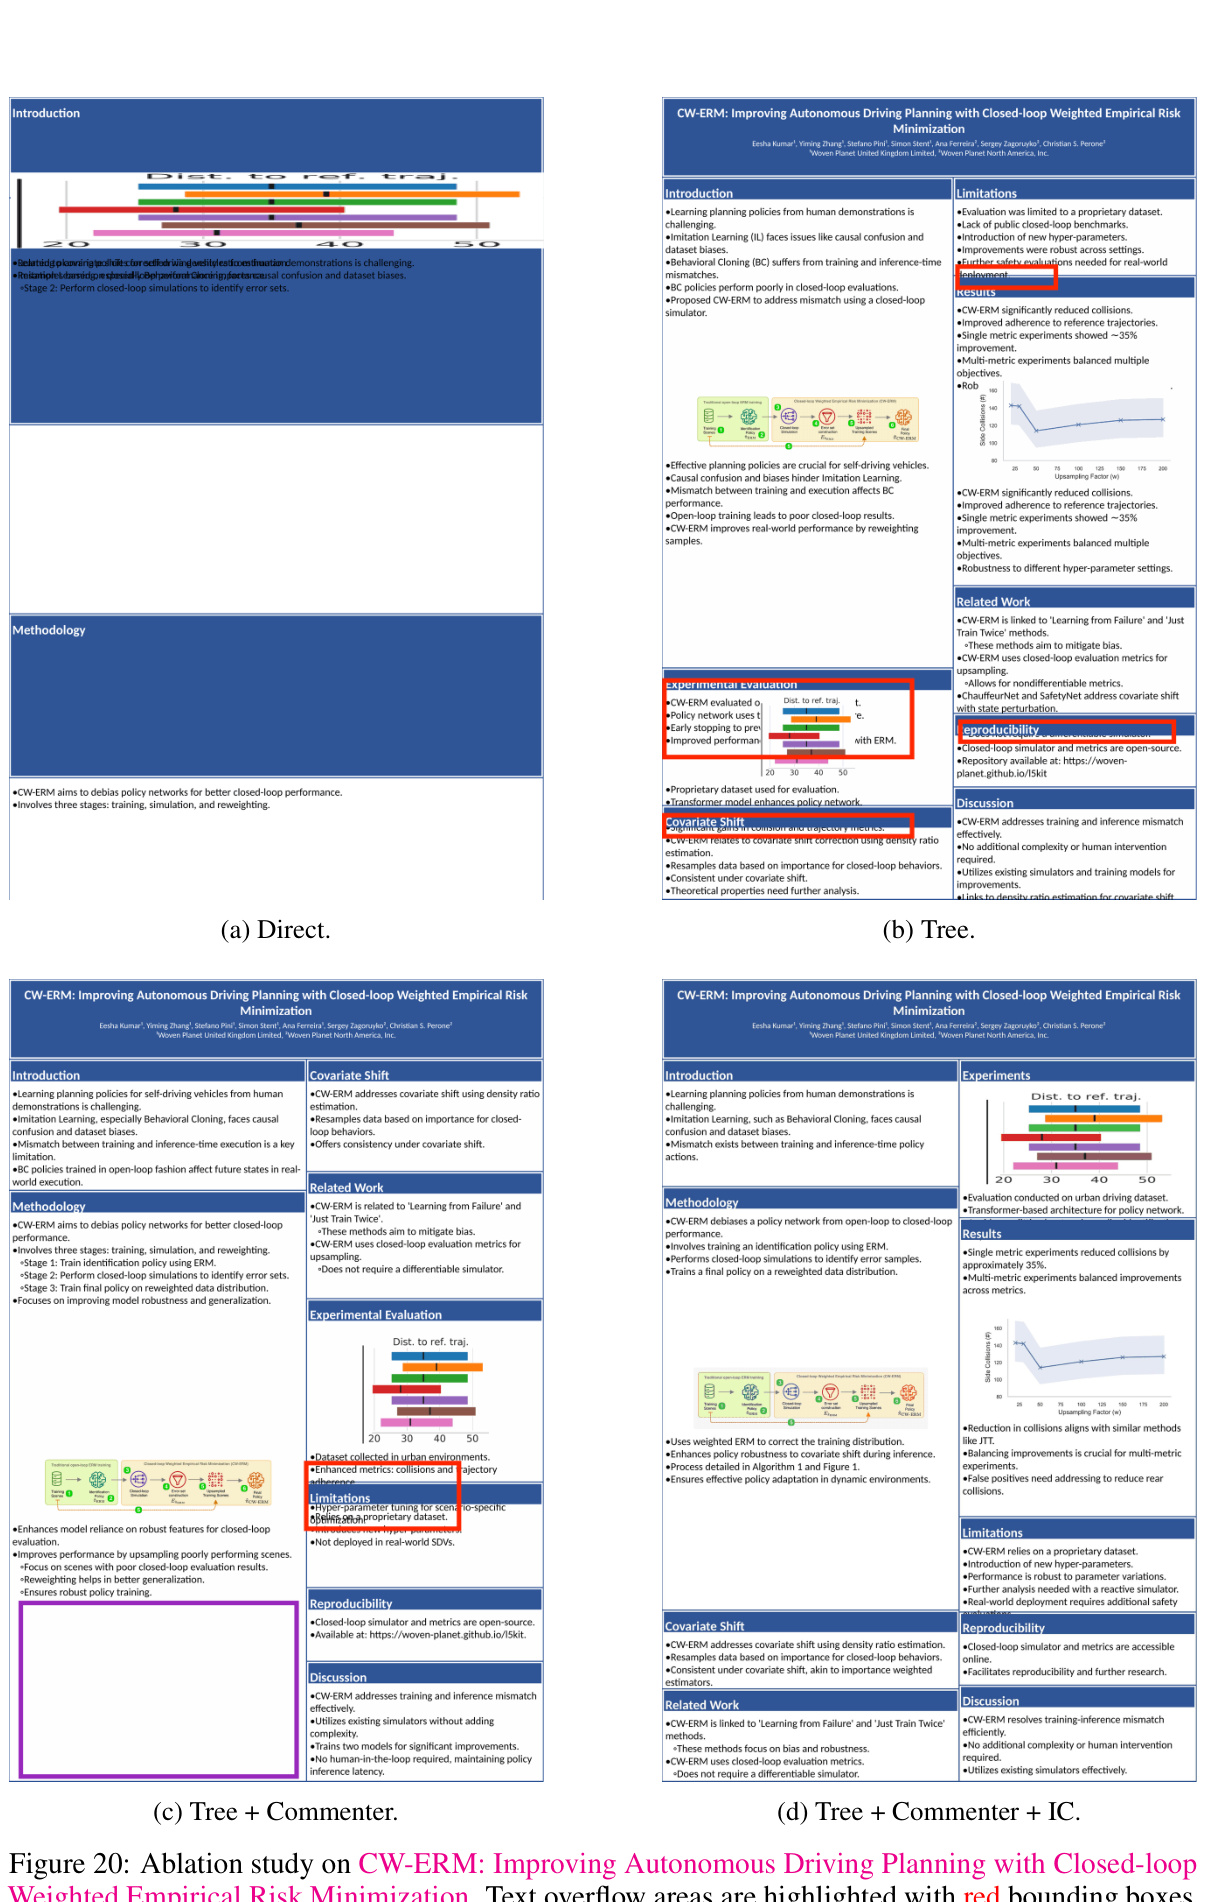 Introduction
Dist. to ref. traj.
20 30 40 50
◦Stage 2: Perform closed-loop simulations to identify error sets.
Methodology
•CW-ERM aims to debias policy networks for better closed-loop performance.
•Involves three stages: training, simulation, and reweighting.
(a) Direct.
CW-ERM: Improving Autonomous Driving Planning with Closed-loop Weighted Empirical Risk
Minimization
Eesha Kumar¹, Yiming Zhang¹, Stefano Pini¹, Simon Stent¹, Ana Ferreira², Sergey Zagoruyko², Christian S. Perone²
¹Woven Planet United Kingdom Limited, ²Woven Planet North America, Inc.
Introduction
•Learning planning policies from human demonstrations is
challenging.
•Imitation Learning (IL) faces issues like causal confusion and
dataset biases.
•Behavioral Cloning (BC) suffers from training and inference-time
mismatches.
•BC policies perform poorly in closed-loop evaluations.
•Proposed CW-ERM to address mismatch using a closed-loop
simulator.
•Effective planning policies are crucial for self-driving vehicles.
•Causal confusion and biases hinder Imitation Learning.
•Mismatch between training and execution affects BC
performance.
•Open-loop training leads to poor closed-loop results.
•CW-ERM improves real-world performance by reweighting
samples.
Experimental Evaluation
•CW-ERM evaluated o t.
•Policy network uses t re.
•Early stopping to prev
•Improved performan with ERM.
Dist. to ref. traj.
20 30 40 50
•Proprietary dataset used for evaluation.
•Transformer model enhances policy network.
Covariate Shift
•Significant gains in collision and trajectory metrics.
•CW-ERM relates to covariate shift correction using density ratio
estimation.
•Resamples data based on importance for closed-loop behaviors.
•Consistent under covariate shift.
•Theoretical properties need further analysis.
Limitations
•Evaluation was limited to a proprietary dataset.
•Lack of public closed-loop benchmarks.
•Introduction of new hyper-parameters.
•Improvements were robust across settings.
•Further safety evaluations needed for real-world
deployment.
Results
•CW-ERM significantly reduced collisions.
•Improved adherence to reference trajectories.
•Single metric experiments showed ∼35%
improvement.
•Multi-metric experiments balanced multiple
objectives.
•Rob
Side Collisions (#)
160
140
120
100
80
25 50 75 100 125 150 175 200
Upsampling Factor (w)
•CW-ERM significantly reduced collisions.
•Improved adherence to reference trajectories.
•Single metric experiments showed ∼35%
improvement.
•Multi-metric experiments balanced multiple
objectives.
•Robustness to different hyper-parameter settings.
Related Work
•CW-ERM is linked to 'Learning from Failure' and 'Just
Train Twice' methods.
◦These methods aim to mitigate bias.
•CW-ERM uses closed-loop evaluation metrics for
upsampling.
◦Allows for nondifferentiable metrics.
•ChauffeurNet and SafetyNet address covariate shift
with state perturbation.
Reproducibility
◦Does not require a differentiable simulator.
•Closed-loop simulator and metrics are open-source.
•Repository available at: https://woven-
planet.github.io/l5kit
Discussion
•CW-ERM addresses training and inference mismatch
effectively.
•No additional complexity or human intervention
required.
•Utilizes existing simulators and training models for
improvements.
•Links to density ratio estimation for covariate shift
(b) Tree.
CW-ERM: Improving Autonomous Driving Planning with Closed-loop Weighted Empirical Risk
Minimization
Eesha Kumar¹, Yiming Zhang¹, Stefano Pini¹, Simon Stent¹, Ana Ferreira², Sergey Zagoruyko², Christian S. Perone²
¹Woven Planet United Kingdom Limited, ²Woven Planet North America, Inc.
Introduction
•Learning planning policies for self-driving vehicles from human
demonstrations is challenging.
•Imitation Learning, especially Behavioral Cloning, faces causal
confusion and dataset biases.
•Mismatch between training and inference-time execution is a key
limitation.
•BC policies trained in open-loop fashion affect future states in real-
world execution.
Methodology
•CW-ERM aims to debias policy networks for better closed-loop
performance.
•Involves three stages: training, simulation, and reweighting.
◦Stage 1: Train identification policy using ERM.
◦Stage 2: Perform closed-loop simulations to identify error sets.
◦Stage 3: Train final policy on reweighted data distribution.
•Focuses on improving model robustness and generalization.
•Enhances model reliance on robust features for closed-loop
evaluation.
•Improves performance by upsampling poorly performing scenes.
◦Focus on scenes with poor closed-loop evaluation results.
◦Reweighting helps in better generalization.
◦Ensures robust policy training.
Covariate Shift
•CW-ERM addresses covariate shift using density ratio
estimation.
•Resamples data based on importance for closed-
loop behaviors.
•Offers consistency under covariate shift.
Related Work
•CW-ERM is related to 'Learning from Failure' and
'Just Train Twice'.
◦These methods aim to mitigate bias.
•CW-ERM uses closed-loop evaluation metrics for
upsampling.
◦Does not require a differentiable simulator.
Experimental Evaluation
Dist. to ref. traj.
20 30 40 50
•Dataset collected in urban environments.
•Enhanced metrics: collisions and trajectory
adherence.
Limitations
•Hyper-parameter tuning for scenario-specific
optimization.
•Relies on a proprietary dataset.
•Introduces new hyper-parameters.
•Not deployed in real-world SDVs.
Reproducibility
•Closed-loop simulator and metrics are open-source.
•Available at: https://woven-planet.github.io/l5kit.
Discussion
•CW-ERM addresses training and inference mismatch
effectively.
•Utilizes existing simulators without adding
complexity.
•Trains two models for significant improvements.
•No human-in-the-loop required, maintaining policy
inference latency.
(c) Tree + Commenter.
CW-ERM: Improving Autonomous Driving Planning with Closed-loop Weighted Empirical Risk
Minimization
Eesha Kumar¹, Yiming Zhang¹, Stefano Pini¹, Simon Stent¹, Ana Ferreira², Sergey Zagoruyko², Christian S. Perone²
¹Woven Planet United Kingdom Limited, ²Woven Planet North America, Inc.
Introduction
•Learning planning policies from human demonstrations is
challenging.
•Imitation Learning, such as Behavioral Cloning, faces causal
confusion and dataset biases.
•Mismatch exists between training and inference-time policy
actions.
Methodology
•CW-ERM debiases a policy network from open-loop to closed-loop
performance.
•Involves training an identification policy using ERM.
•Performs closed-loop simulations to identify error samples.
•Trains a final policy on a reweighted data distribution.
•Uses weighted ERM to correct the training distribution.
•Enhances policy robustness to covariate shift during inference.
•Process detailed in Algorithm 1 and Figure 1.
•Ensures effective policy adaptation in dynamic environments.
Covariate Shift
•CW-ERM addresses covariate shift using density ratio estimation.
•Resamples data based on importance for closed-loop behaviors.
•Consistent under covariate shift, akin to importance weighted
estimators.
Related Work
•CW-ERM is linked to 'Learning from Failure' and 'Just Train Twice'
methods.
◦These methods focus on bias and robustness.
•CW-ERM uses closed-loop evaluation metrics.
◦Does not require a differentiable simulator.
Experiments
Dist. to ref. traj.
20 30 40 50
•Evaluation conducted on urban driving dataset.
•Transformer-based architecture for policy network.
Results
•Single metric experiments reduced collisions by
approximately 35%.
•Multi-metric experiments balanced improvements
across metrics.
Side Collisions (#)
160
140
120
100
80
25 50 75 100 125 150 175 200
Upsampling Factor (w)
•Reduction in collisions aligns with similar methods
like JTT.
•Balancing improvements is crucial for multi-metric
experiments.
•False positives need addressing to reduce rear
collisions.
Limitations
•CW-ERM relies on a proprietary dataset.
•Introduction of new hyper-parameters.
•Performance is robust to parameter variations.
•Further analysis needed with a reactive simulator.
•Real-world deployment requires additional safety
Reproducibility
•Closed-loop simulator and metrics are accessible
online.
•Facilitates reproducibility and further research.
Discussion
•CW-ERM resolves training-inference mismatch
efficiently.
•No additional complexity or human intervention
required.
•Utilizes existing simulators effectively.
(d) Tree + Commenter + IC.
Figure 20: Ablation study on CW-ERM: Improving Autonomous Driving Planning with Closed-loop
Weighted Empirical Risk Minimization. Text overflow areas are highlighted with red bounding boxes.